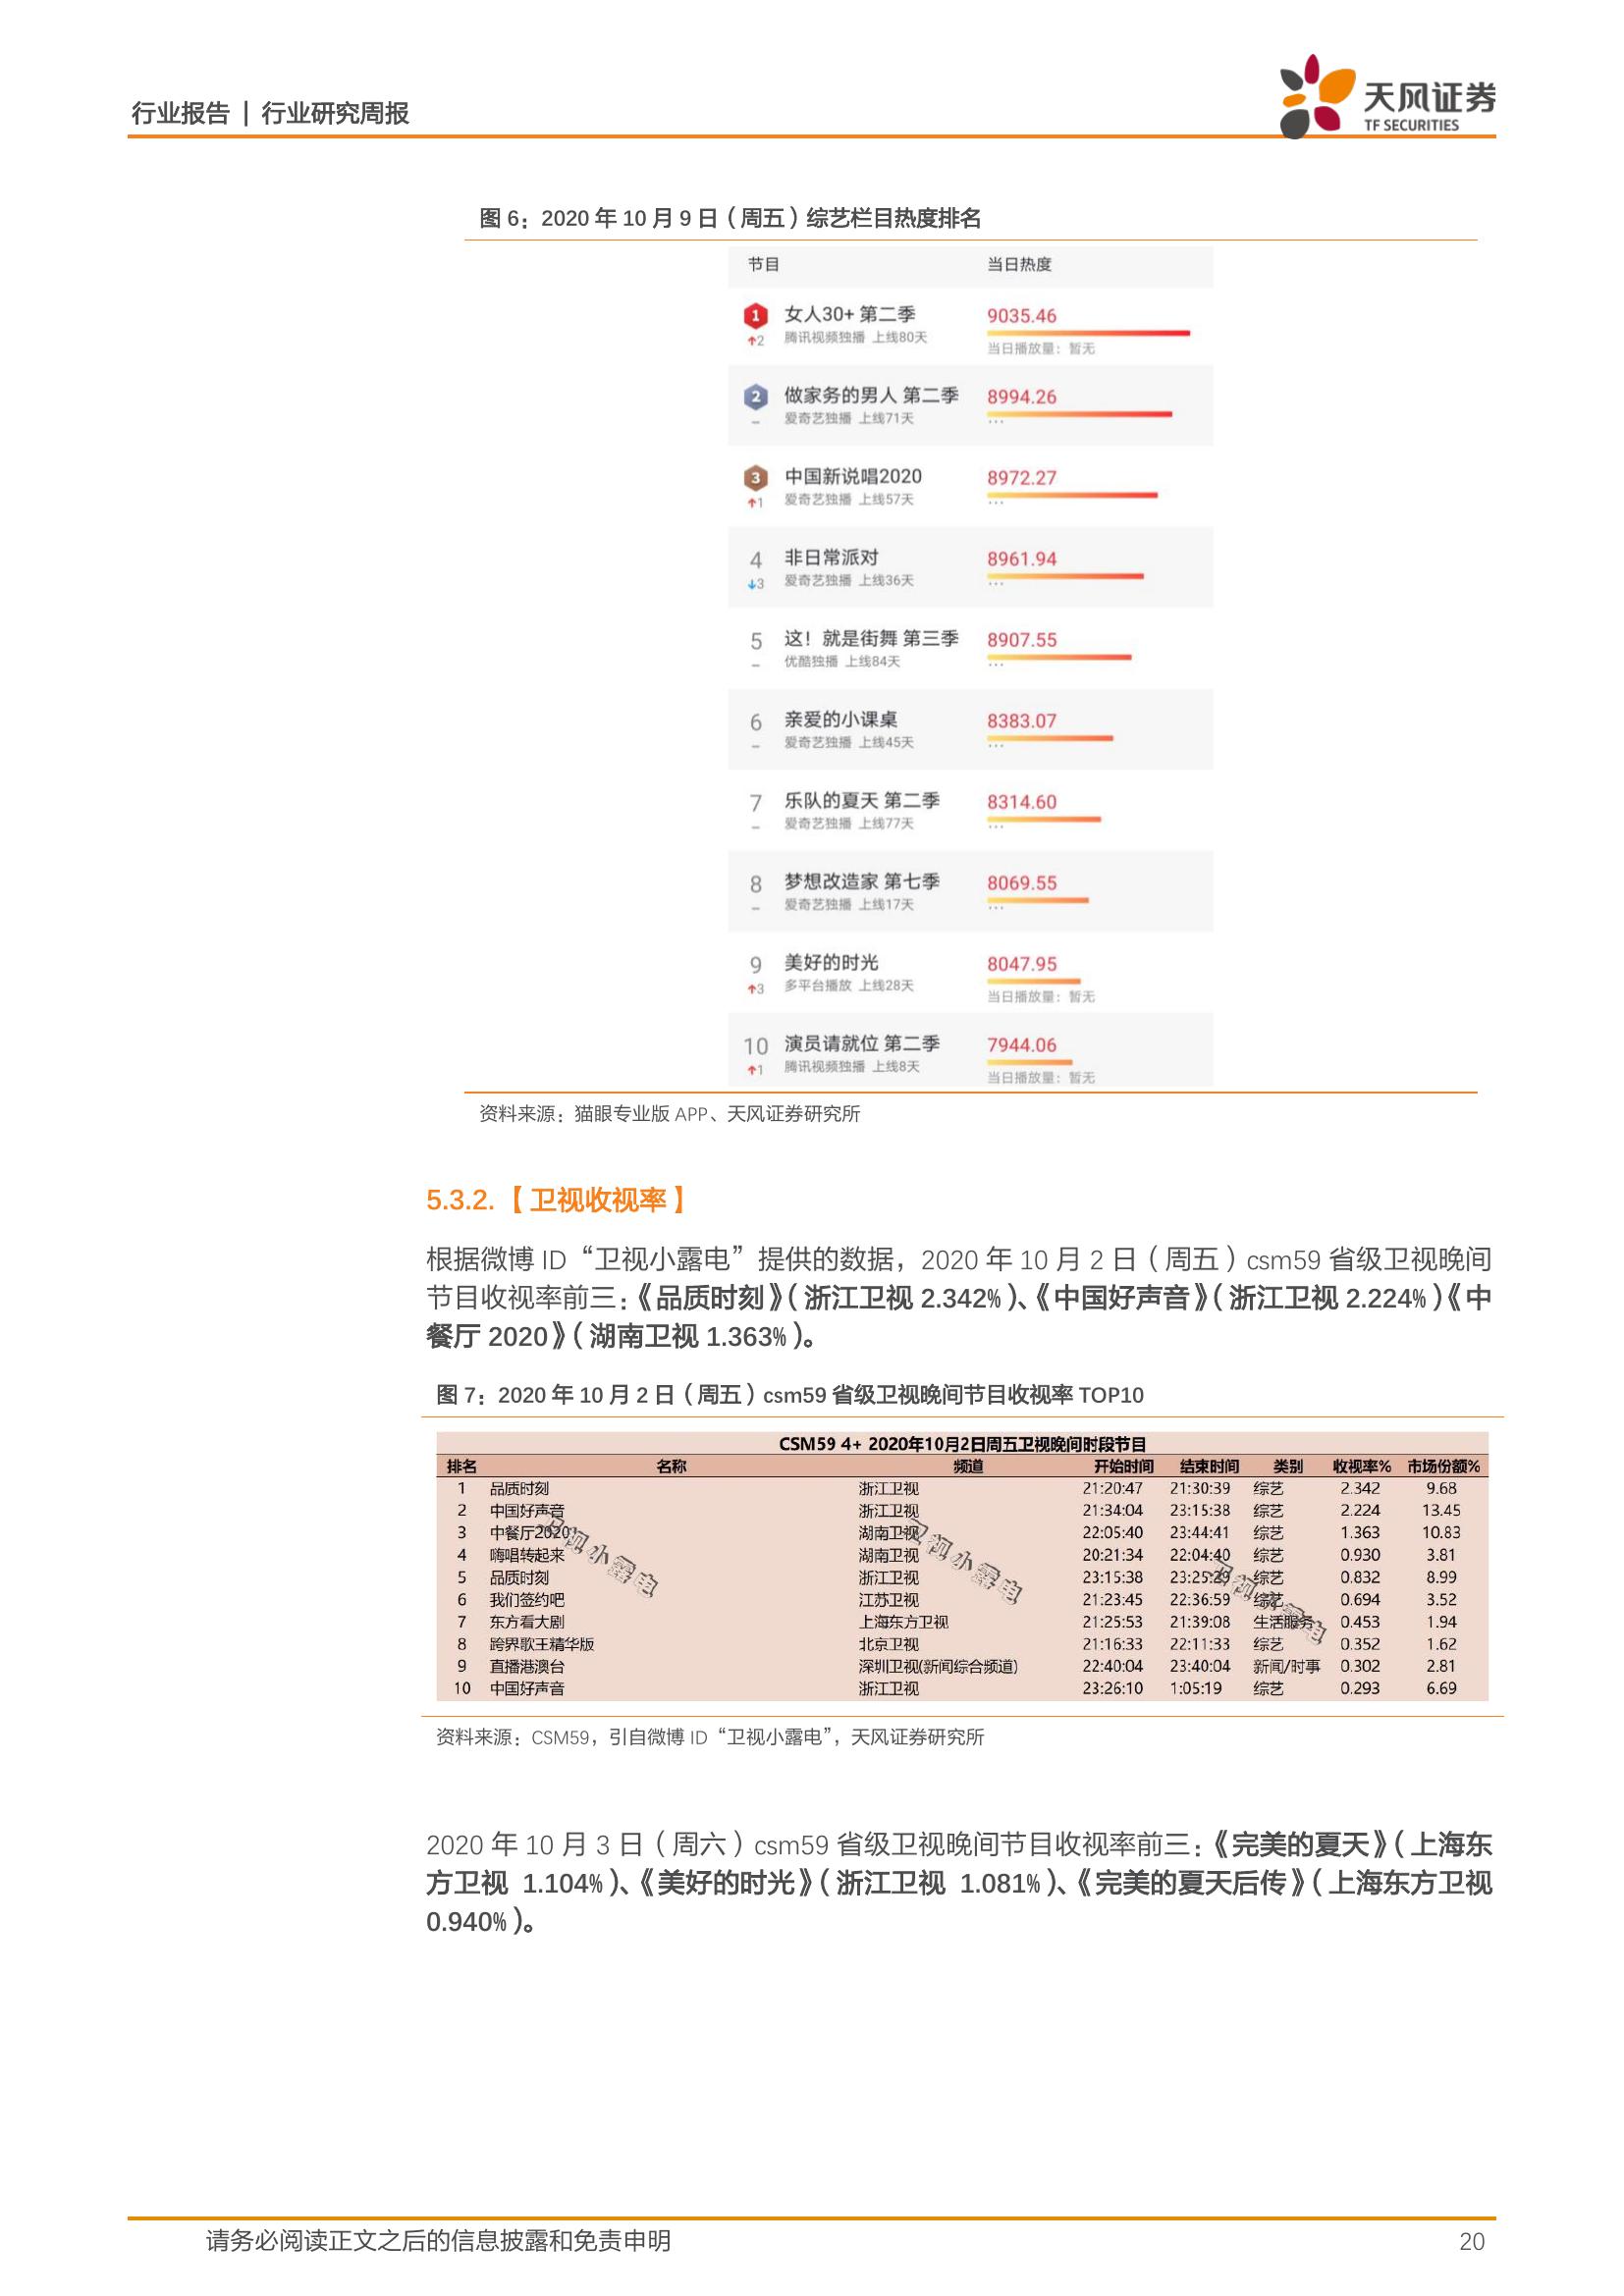 行业报告 | 行业研究周报
天风证券
TF SECURITIES
图 6：2020 年 10 月 9 日（周五）综艺栏目热度排名
节目 当日热度
1 女人30+ 第二季 9035.46
↑2 腾讯视频独播 上线80天 当日播放量：暂无
2 做家务的男人 第二季 8994.26
– 爱奇艺独播 上线71天 ...
3 中国新说唱2020 8972.27
↑1 爱奇艺独播 上线57天 ...
4 非日常派对 8961.94
↓3 爱奇艺独播 上线36天 ...
5 这！就是街舞 第三季 8907.55
– 优酷独播 上线84天 ...
6 亲爱的小课桌 8383.07
– 爱奇艺独播 上线45天 ...
7 乐队的夏天 第二季 8314.60
– 爱奇艺独播 上线77天 ...
8 梦想改造家 第七季 8069.55
– 爱奇艺独播 上线17天 ...
9 美好的时光 8047.95
↑3 多平台播放 上线28天 当日播放量：暂无
10 演员请就位 第二季 7944.06
↑1 腾讯视频独播 上线8天 当日播放量：暂无
资料来源：猫眼专业版 APP、天风证券研究所
5.3.2.【卫视收视率】
根据微博 ID“卫视小露电”提供的数据，2020 年 10 月 2 日（周五）csm59 省级卫视晚间
节目收视率前三：《品质时刻》（浙江卫视 2.342%）、《中国好声音》（浙江卫视 2.224%）《中
餐厅 2020》（湖南卫视 1.363%）。
图 7：2020 年 10 月 2 日（周五）csm59 省级卫视晚间节目收视率 TOP10
CSM59 4+ 2020年10月2日周五卫视晚间时段节目
排名 名称 频道 开始时间 结束时间 类别 收视率% 市场份额%
1 品质时刻 浙江卫视 21:20:47 21:30:39 综艺 2.342 9.68
2 中国好声音 浙江卫视 21:34:04 23:15:38 综艺 2.224 13.45
3 中餐厅2020 湖南卫视 22:05:40 23:44:41 综艺 1.363 10.83
4 嗨唱转起来 湖南卫视 20:21:34 22:04:40 综艺 0.930 3.81
5 品质时刻 浙江卫视 23:15:38 综艺 0.832 8.99
6 我们签约吧 江苏卫视 21:23:45 22:36:59 综艺 0.694 3.52
7 东方看大剧 上海东方卫视 21:25:53 21:39:08 生活服务 0.453 1.94
8 跨界歌王精华版 北京卫视 21:16:33 22:11:33 综艺 0.352 1.62
9 直播港澳台 深圳卫视(新闻综合频道) 22:40:04 23:40:04 新闻/时事 0.302 2.81
10 中国好声音 浙江卫视 23:26:10 1:05:19 综艺 0.293 6.69
卫视小露电
卫视小露电
卫视小露电
资料来源：CSM59，引自微博 ID“卫视小露电”，天风证券研究所
2020 年 10 月 3 日（周六）csm59 省级卫视晚间节目收视率前三：《完美的夏天》（上海东
方卫视 1.104%）、《美好的时光》（浙江卫视 1.081%）、《完美的夏天后传》（上海东方卫视
0.940%）。
请务必阅读正文之后的信息披露和免责申明 20